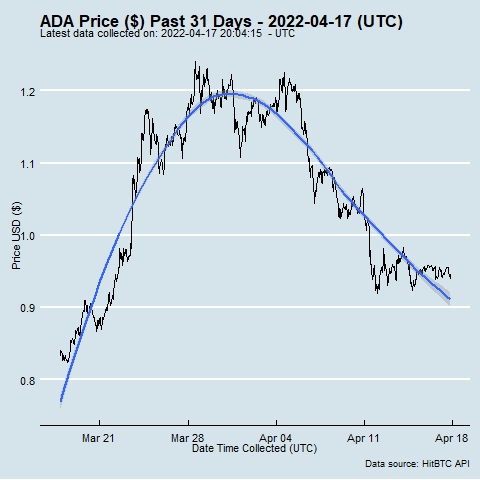 ADA Price ($) Past 31 Days - 2022-04-17 (UTC)
Latest data collected on: 2022-04-17 20:04:15 - UTC
Price USD ($)
1.2
1.1
1.0
0.9
0.8
Mar 21 Mar 28 Apr 04 Apr 11 Apr 18
Date Time Collected (UTC)
Data source: HitBTC API